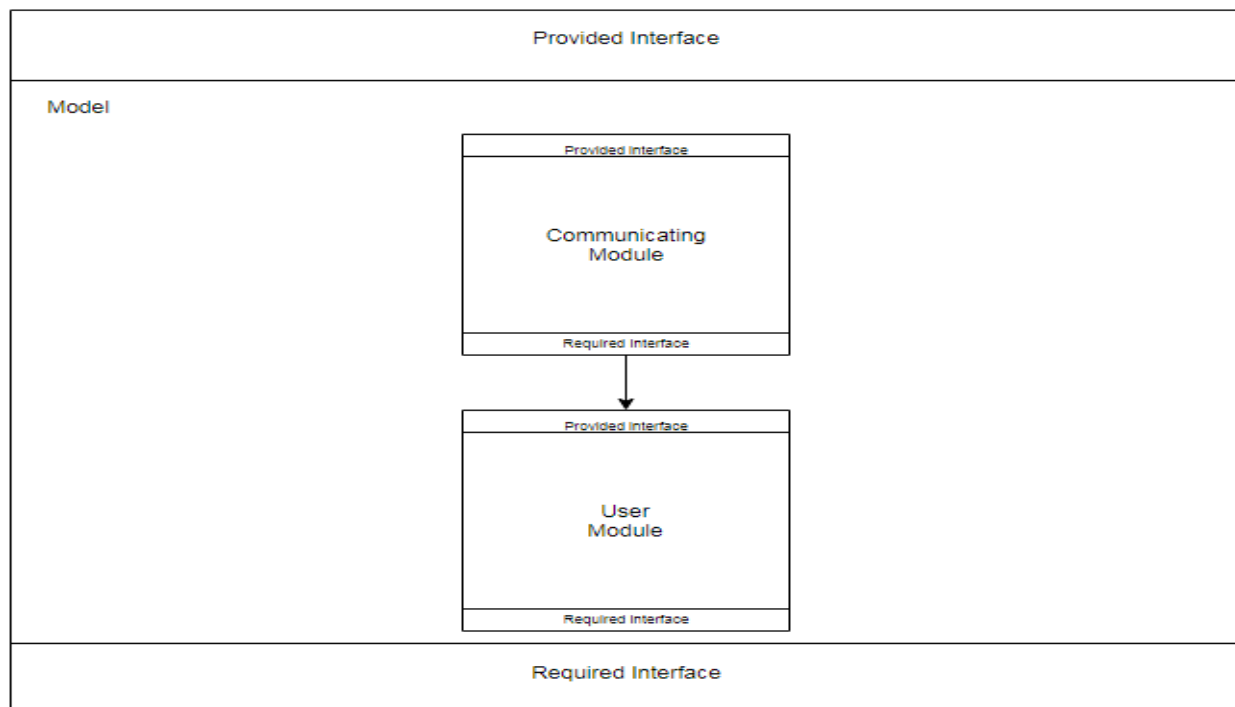 Provided Interface
Model
Provided Interface
Communicating
Module
Required Interface
Provided Interface
User
Module
Required Interface
Required Interface